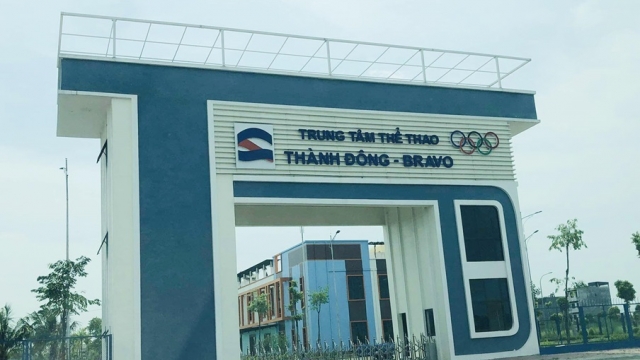 TRUNG TÂM THỂ THAO
THÀNH ĐÔNG - BRAVO